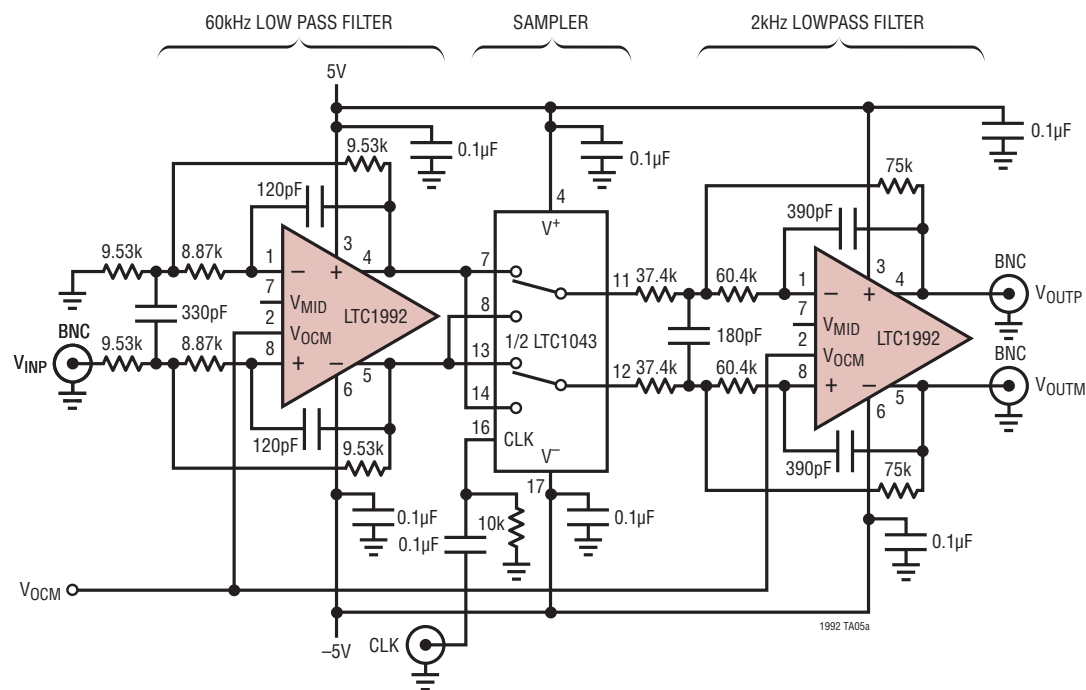 60kHz LOW PASS FILTER
SAMPLER
2kHz LOWPASS FILTER
5V
0.1µF
9.53k
0.1µF
0.1µF
75k
120pF
4
390pF
V+
9.53k
8.87k
1
–
+
3
4
7
11
37.4k
60.4k
1
–
+
3
4
BNC
VOUTP
7
VMID
330pF
2
VOCM
LTC1992
8
1/2 LTC1043
180pF
7
VMID
2
VOCM
LTC1992
BNC
VINP
9.53k
8.87k
8
+
–
5
6
13
12
37.4k
60.4k
8
+
–
5
6
BNC
VOUTM
14
120pF
9.53k
16
CLK
V–
390pF
75k
17
0.1µF
0.1µF
10k
0.1µF
0.1µF
VOCM
–5V
CLK
1992 TA05a